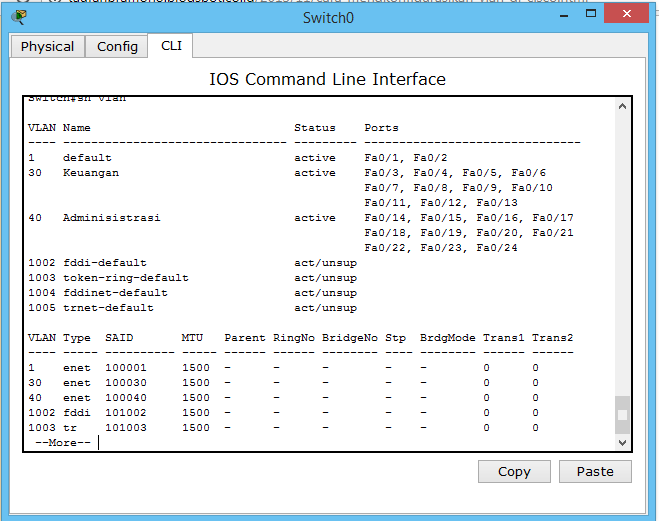 Switch0
Physical Config CLI
IOS Command Line Interface
Switch#sh vlan
VLAN Name Status Ports
---- -------------------------------- --------- -------------------------------
1 default active Fa0/1, Fa0/2
30 Keuangan active Fa0/3, Fa0/4, Fa0/5, Fa0/6
Fa0/7, Fa0/8, Fa0/9, Fa0/10
Fa0/11, Fa0/12, Fa0/13
40 Adminisistrasi active Fa0/14, Fa0/15, Fa0/16, Fa0/17
Fa0/18, Fa0/19, Fa0/20, Fa0/21
Fa0/22, Fa0/23, Fa0/24
1002 fddi-default act/unsup
1003 token-ring-default act/unsup
1004 fddinet-default act/unsup
1005 trnet-default act/unsup
VLAN Type SAID MTU Parent RingNo BridgeNo Stp BrdgMode Trans1 Trans2
---- ----- ---------- ----- ------ ------ -------- ---- -------- ------ ------
1 enet 100001 1500 - - - - - 0 0
30 enet 100030 1500 - - - - - 0 0
40 enet 100040 1500 - - - - - 0 0
1002 fddi 101002 1500 - - - - - 0 0
1003 tr 101003 1500 - - - - - 0 0
--More--
Copy Paste